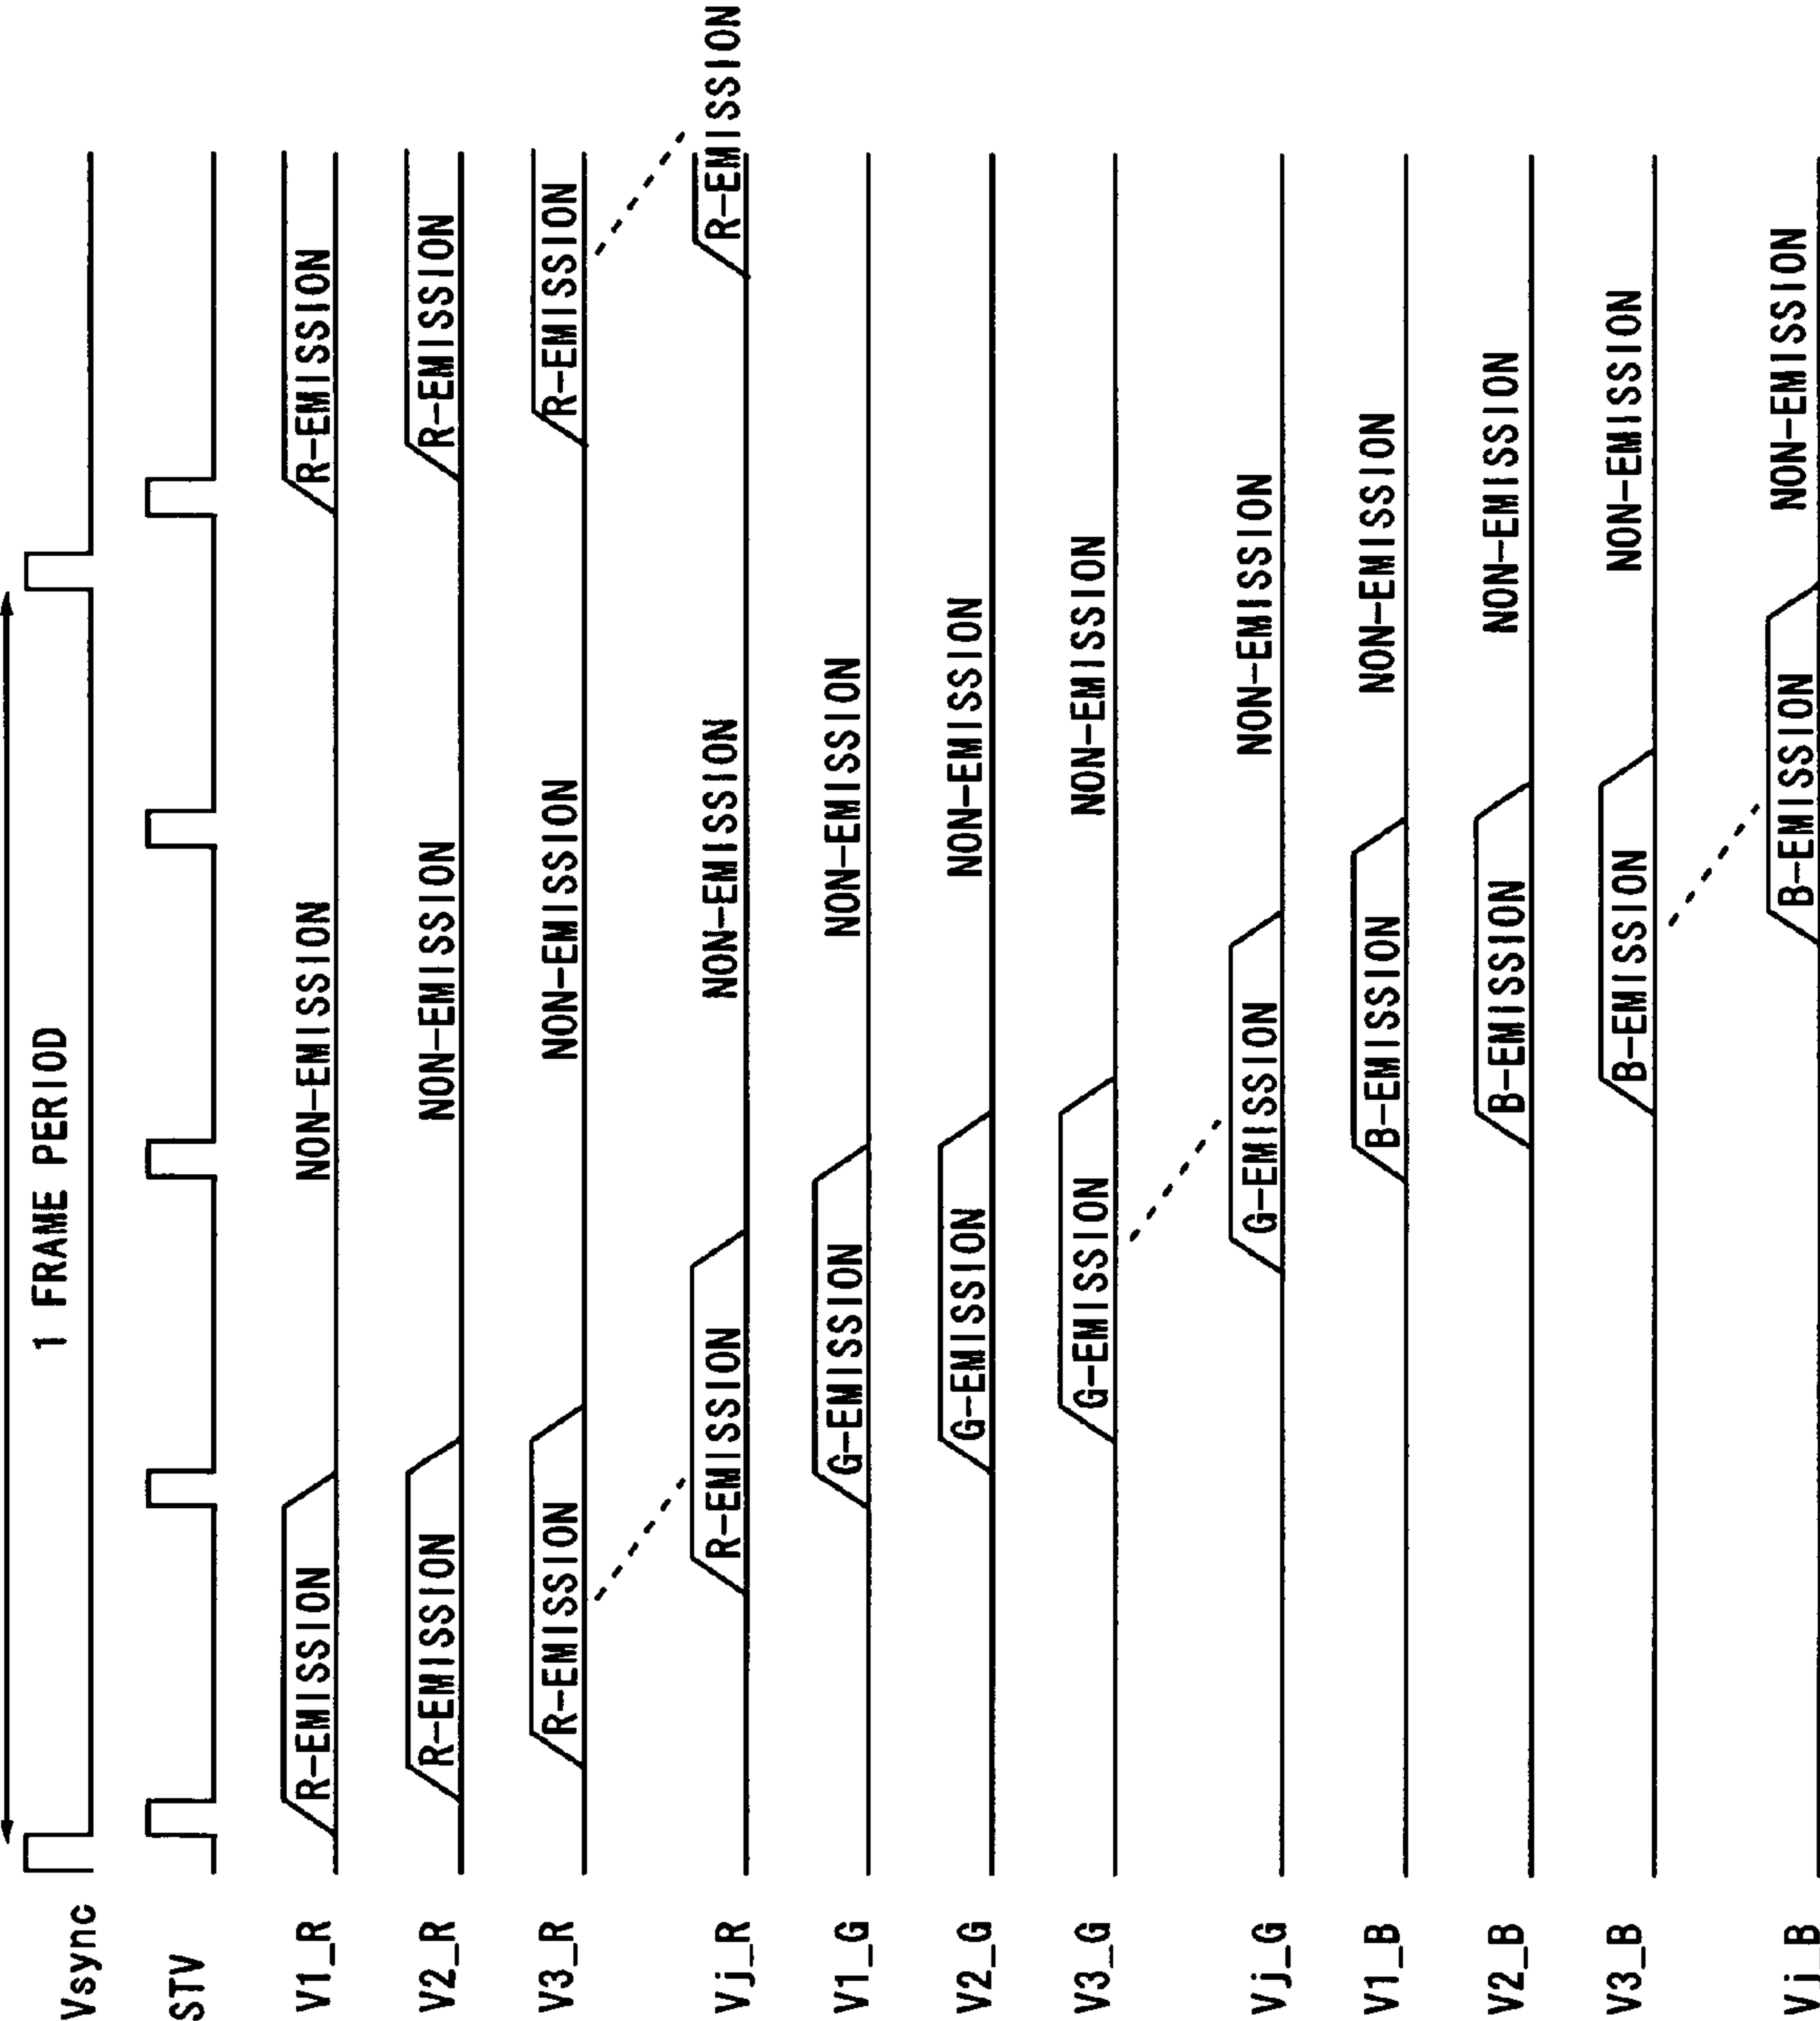 1 FRAME PERIOD
Vsync
STV
V1_R R-EMISSION NON-EMISSION R-EMISSION
V2_R R-EMISSION NON-EMISSION R-EMISSION
V3_R R-EMISSION NON-EMISSION R-EMISSION
Vj_R R-EMISSION NON-EMISSION R-EMISSION
V1_G G-EMISSION NON-EMISSION
V2_G G-EMISSION NON-EMISSION
V3_G G-EMISSION NON-EMISSION
Vj_G G-EMISSION NON-EMISSION
V1_B B-EMISSION NON-EMISSION
V2_B B-EMISSION NON-EMISSION
V3_B B-EMISSION NON-EMISSION
Vj_B B-EMISSION NON-EMISSION